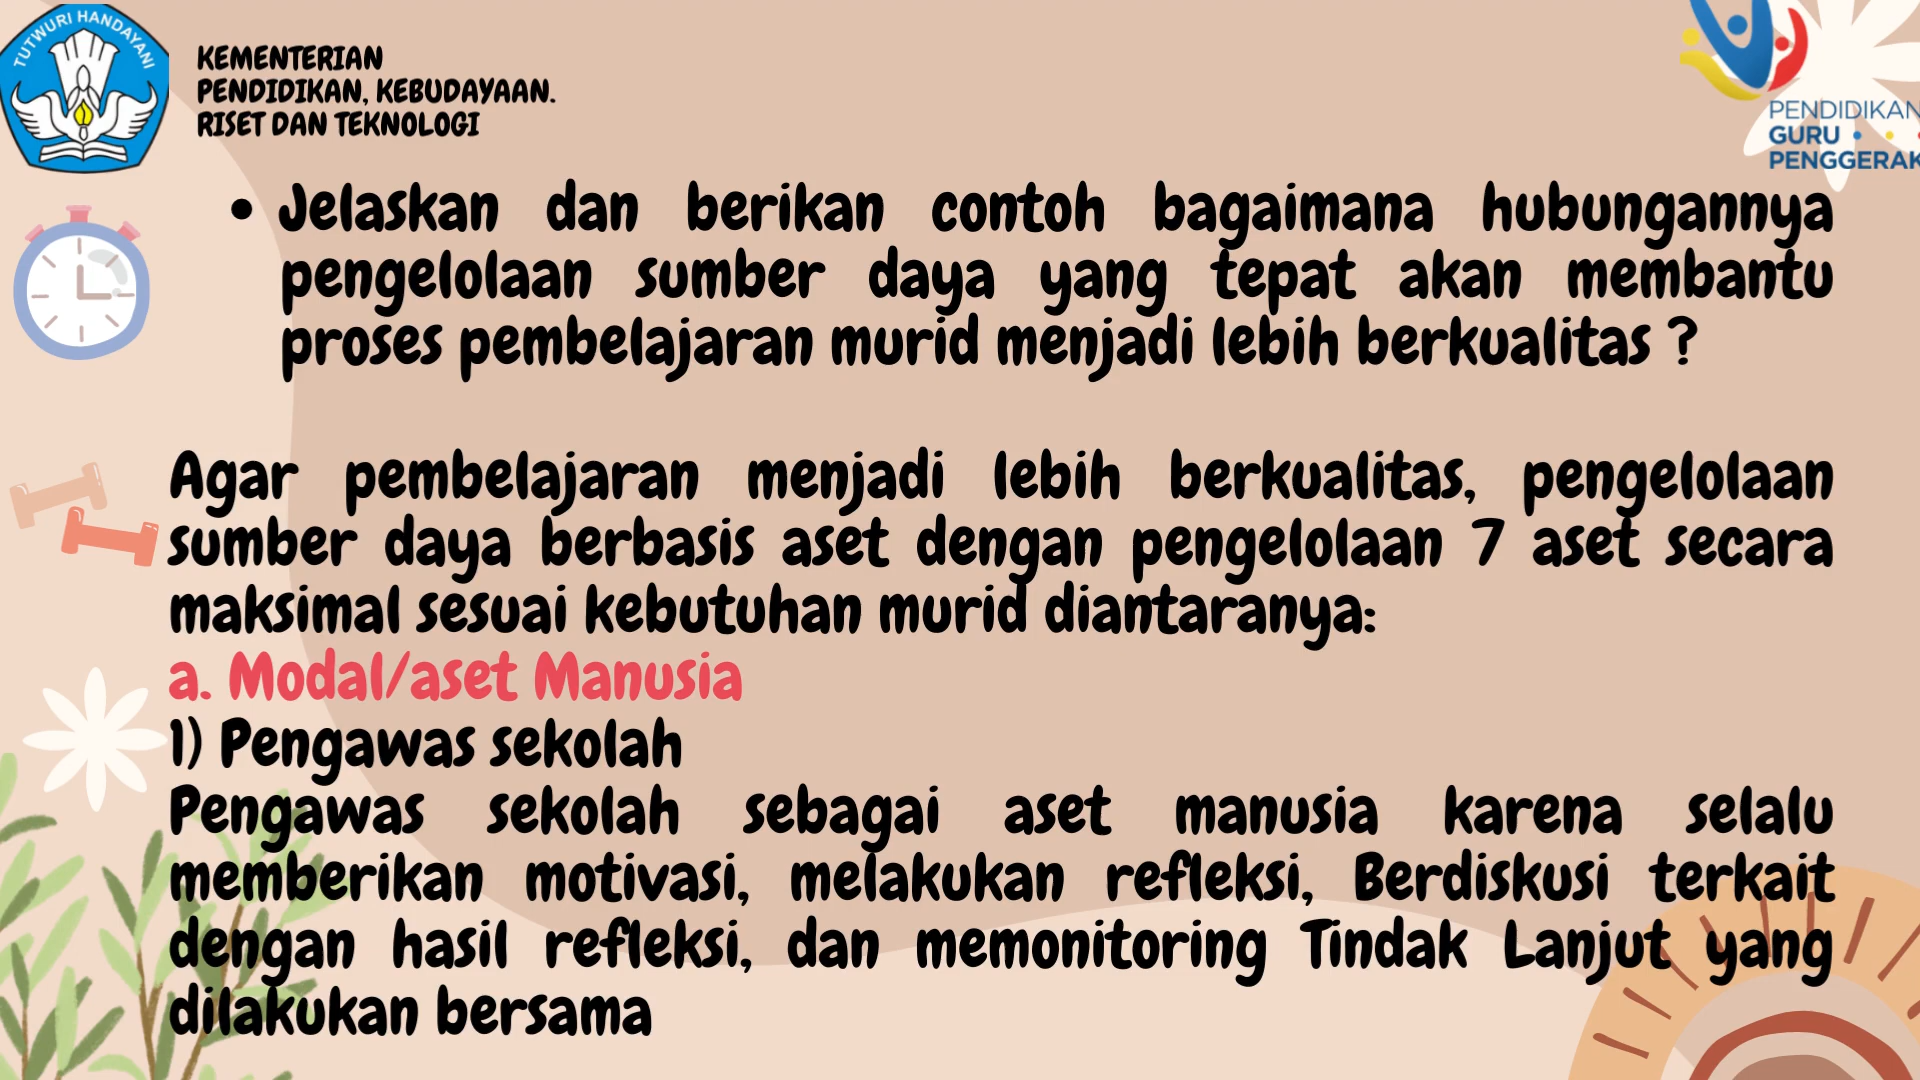 TUTWURI HANDAYANI
KEMENTERIAN
PENDIDIKAN, KEBUDAYAAN.
RISET DAN TEKNOLOGI
PENDIDIKAN
GURU
PENGGERAK
• Jelaskan dan berikan contoh bagaimana hubungannya
pengelolaan sumber daya yang tepat akan membantu
proses pembelajaran murid menjadi lebih berkualitas ?
Agar pembelajaran menjadi lebih berkualitas, pengelolaan
sumber daya berbasis aset dengan pengelolaan 7 aset secara
maksimal sesuai kebutuhan murid diantaranya:
a. Modal/aset Manusia
1) Pengawas sekolah
Pengawas sekolah sebagai aset manusia karena selalu
memberikan motivasi, melakukan refleksi, Berdiskusi terkait
dengan hasil refleksi, dan memonitoring Tindak Lanjut yang
dilakukan bersama